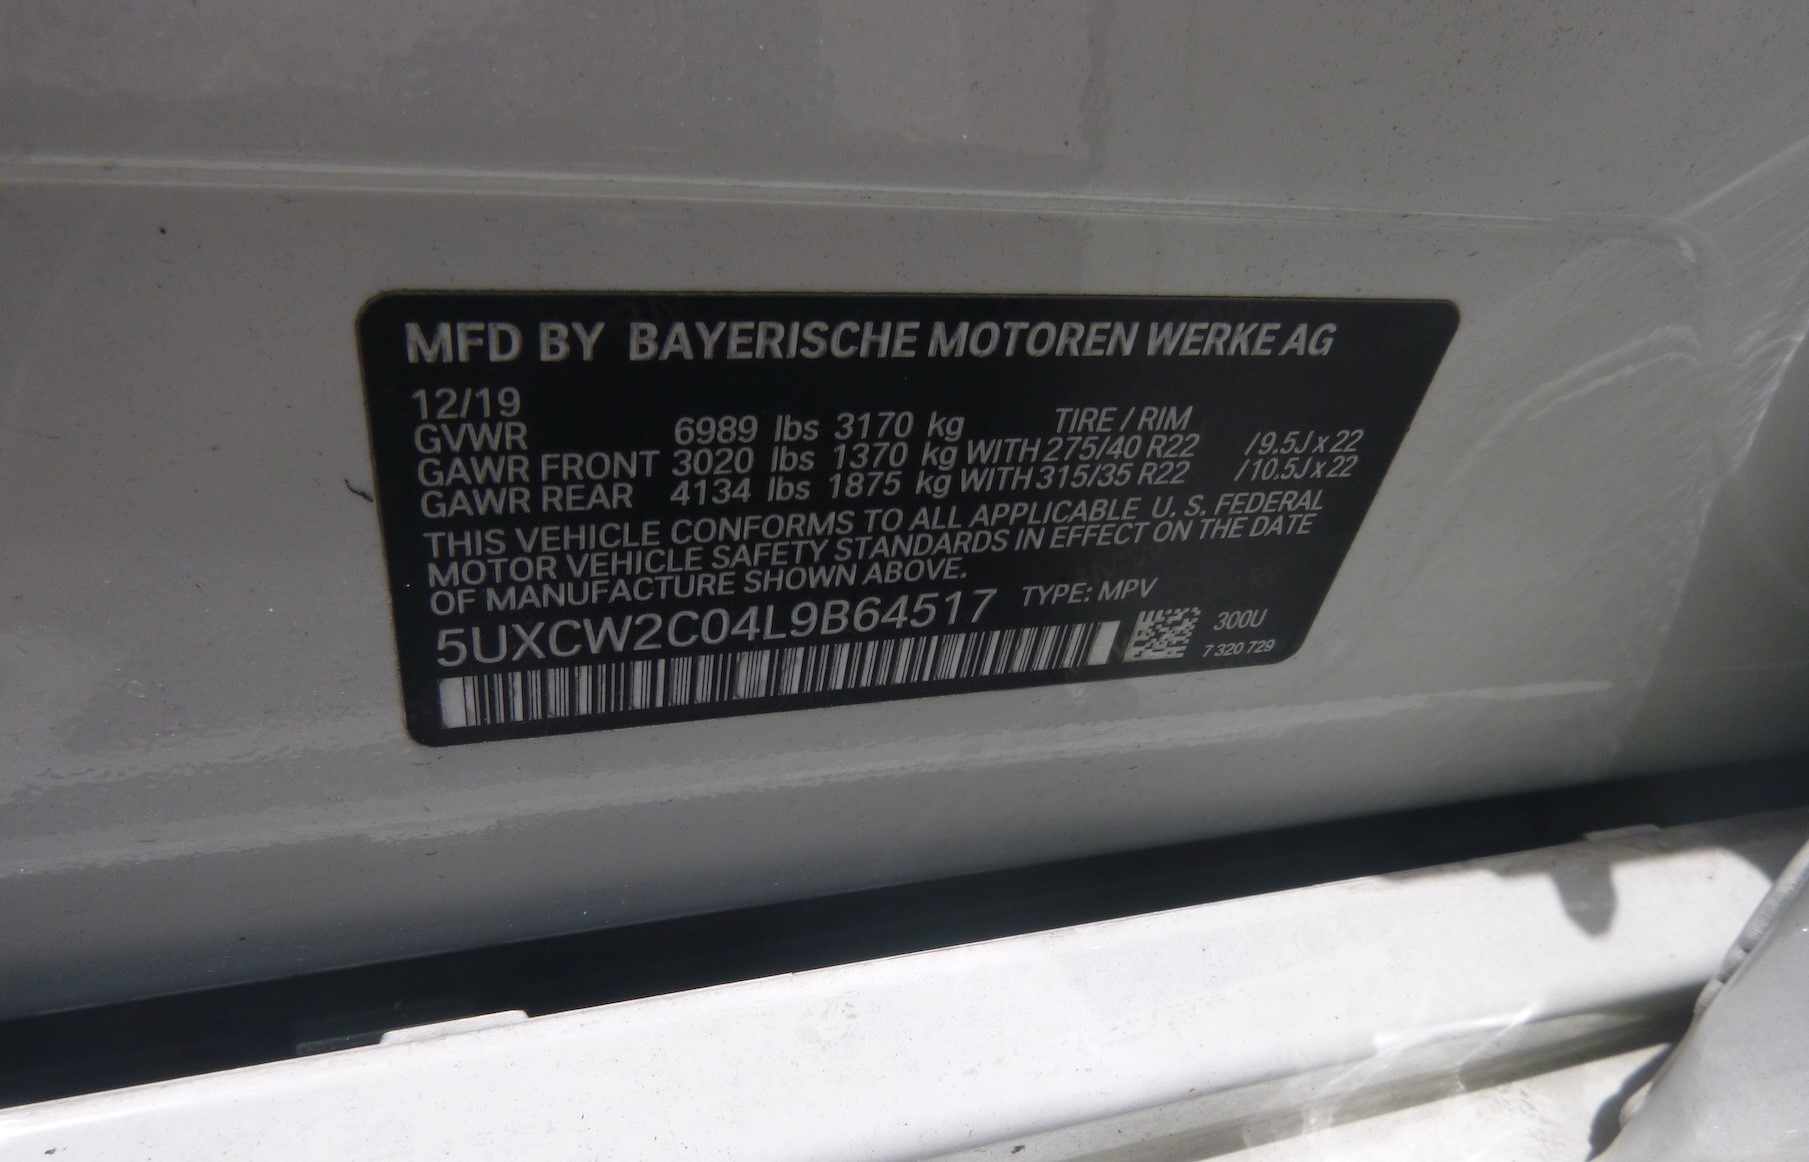 MFD BY BAYERISCHE MOTOREN WERKE AG
12/19
GVWR 6989 lbs 3170 kg TIRE / RIM
GAWR FRONT 3020 lbs 1370 kg WITH 275/40 R22 /9.5J x 22
GAWR REAR 4134 lbs 1875 kg WITH 315/35 R22 /10.5J x 22
THIS VEHICLE CONFORMS TO ALL APPLICABLE U. S. FEDERAL
MOTOR VEHICLE SAFETY STANDARDS IN EFFECT ON THE DATE
OF MANUFACTURE SHOWN ABOVE.
5UXCW2C04L9B64517 TYPE: MPV
300U
7 320 729